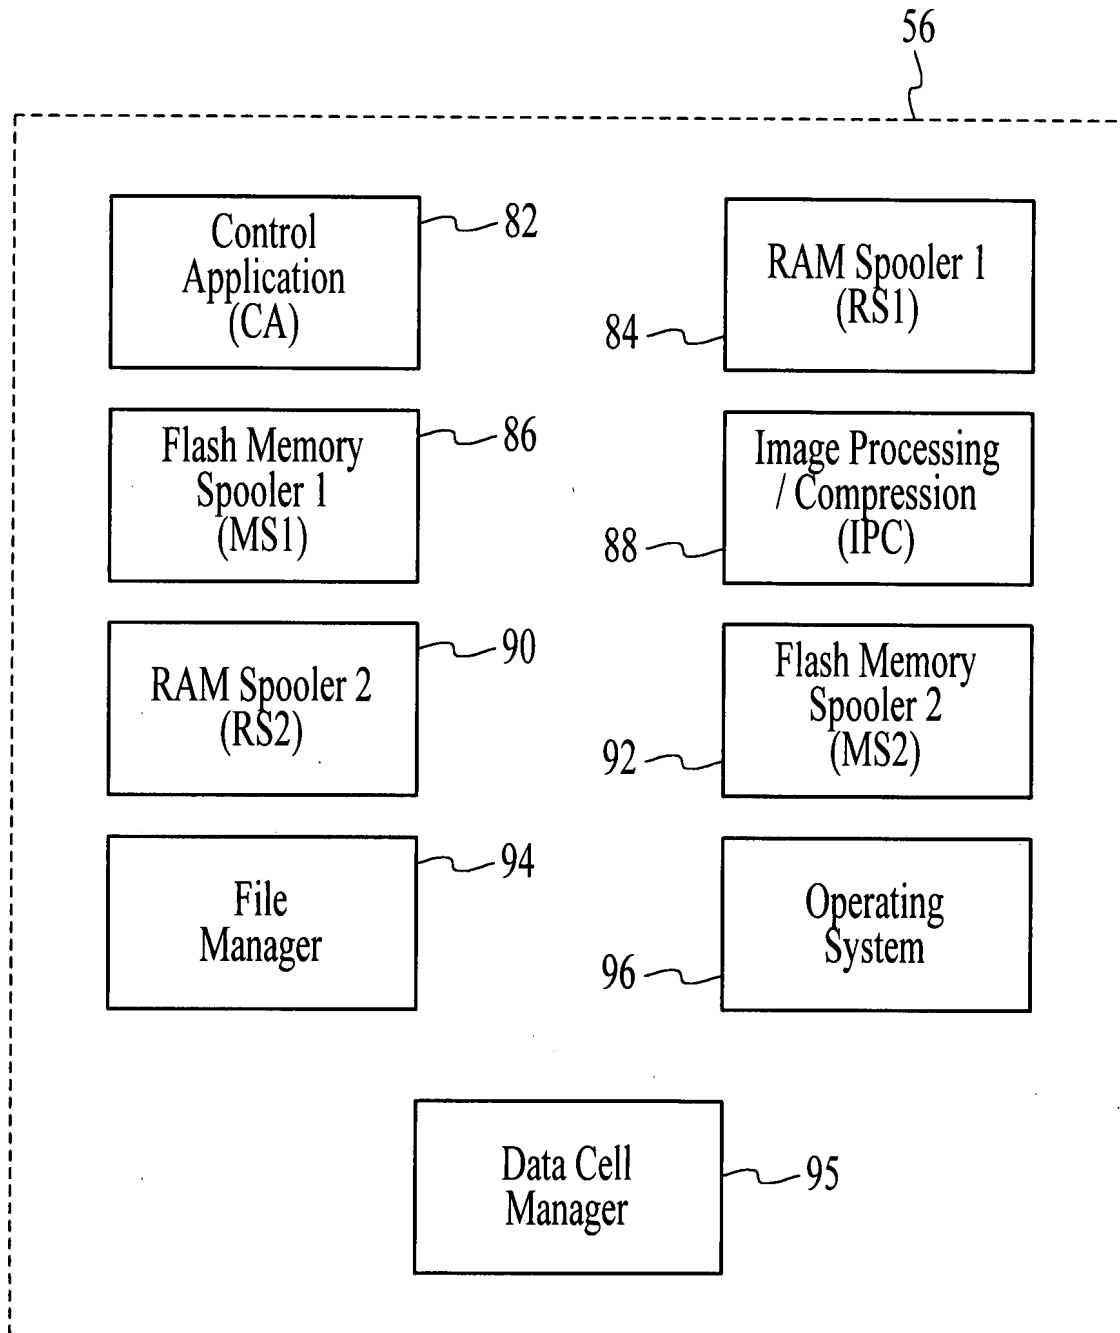 56
Control
Application
(CA)
82
RAM Spooler 1
(RS1)
84
Flash Memory
Spooler 1
(MS1)
86
Image Processing
/ Compression
(IPC)
88
RAM Spooler 2
(RS2)
90
Flash Memory
Spooler 2
(MS2)
92
File
Manager
94
Operating
System
96
Data Cell
Manager
95